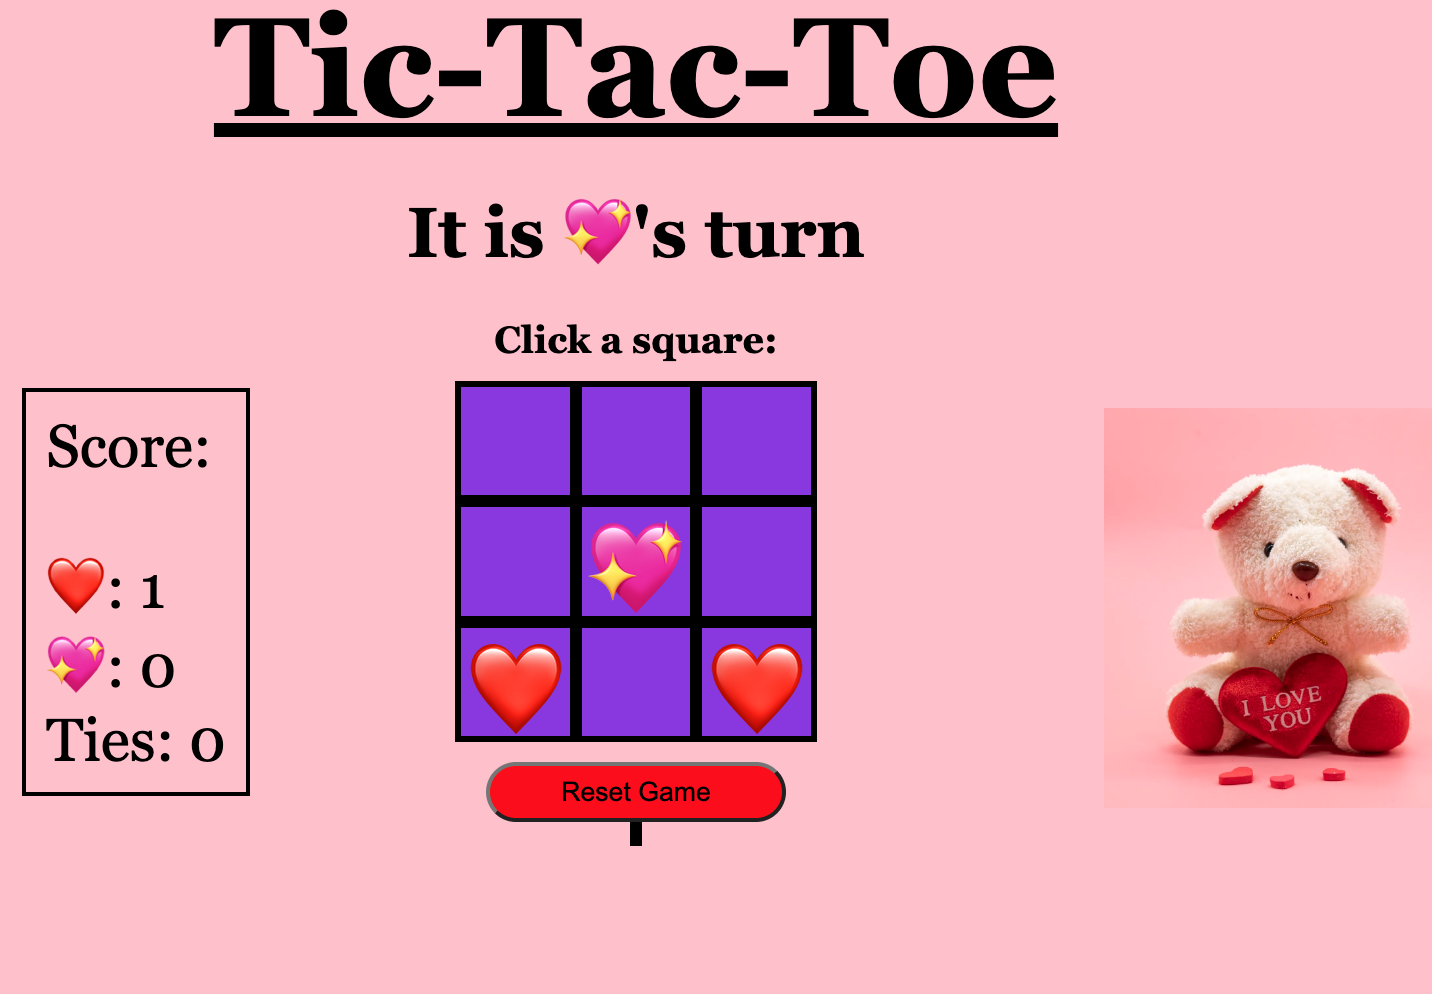 Tic-Tac-Toe
It is 💖's turn
Click a square:
Score:
❤️: 1
💖: 0
Ties: 0
Reset Game
I LOVE
YOU